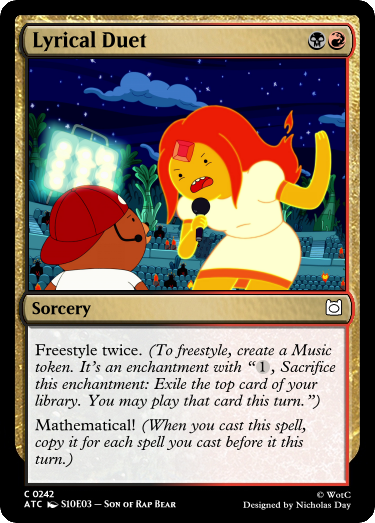 Lyrical Duet
Sorcery
Freestyle twice. (To freestyle, create a Music
token. It's an enchantment with “1, Sacrifice
this enchantment: Exile the top card of your
library. You may play that card this turn.”)
Mathematical! (When you cast this spell,
copy it for each spell you cast before it this
turn.)
C 0242
ATC S10E03 – Son of Rap Bear
© WotC
Designed by Nicholas Day